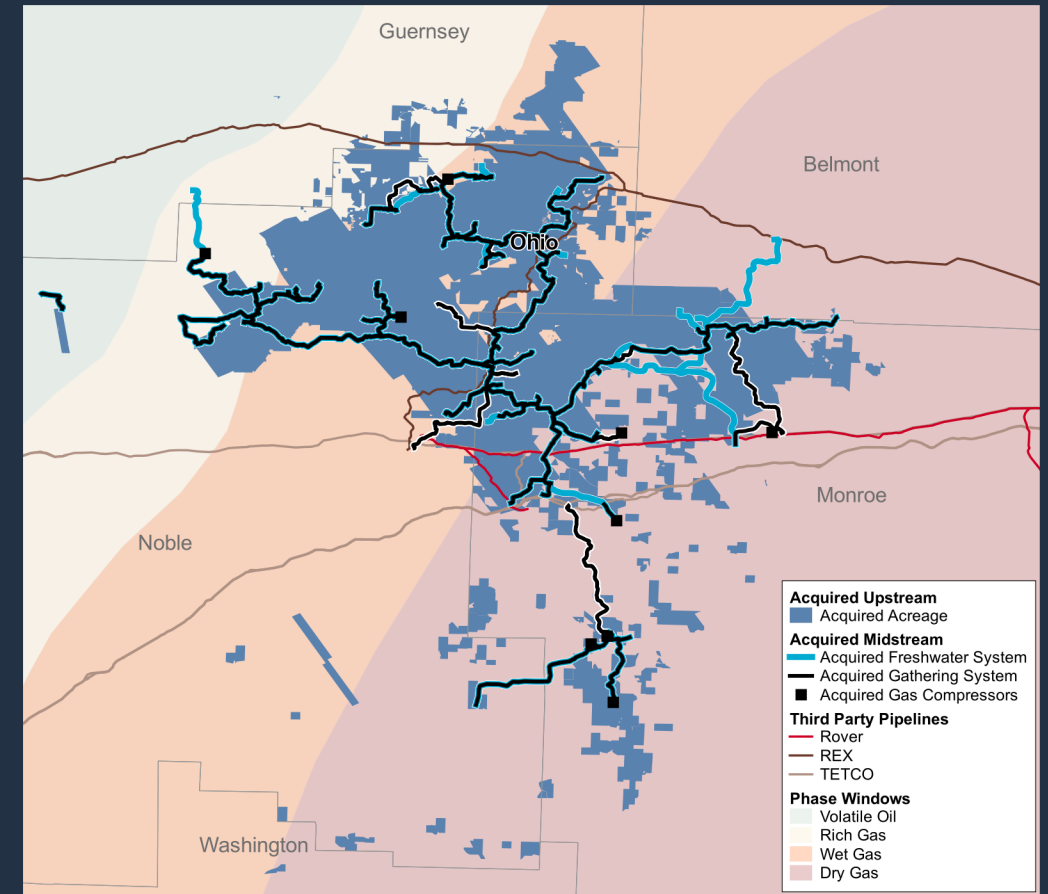 Guernsey
Belmont
Ohio
Monroe
Noble
Washington
Acquired Upstream
Acquired Acreage
Acquired Midstream
Acquired Freshwater System
Acquired Gathering System
Acquired Gas Compressors
Third Party Pipelines
Rover
REX
TETCO
Phase Windows
Volatile Oil
Rich Gas
Wet Gas
Dry Gas